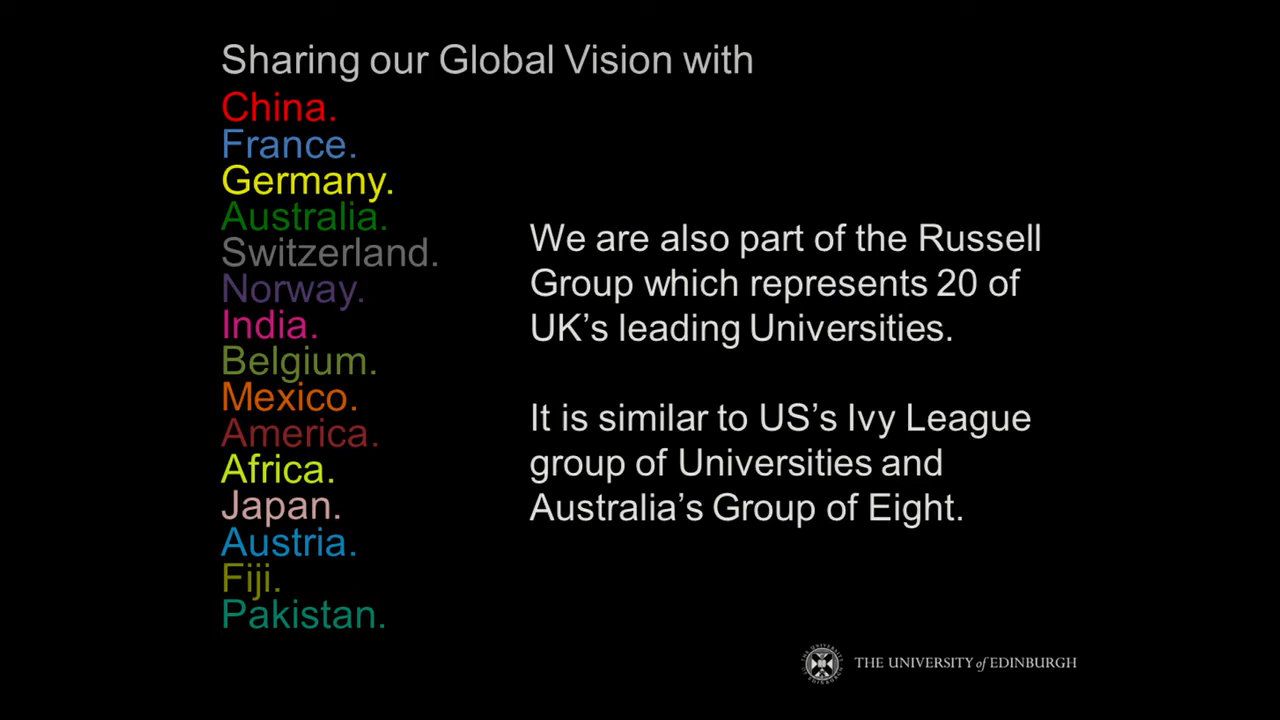 Sharing our Global Vision with
China.
France.
Germany.
Australia.
Switzerland.
Norway.
India.
Belgium.
Mexico.
America.
Africa.
Japan.
Austria.
Fiji.
Pakistan.
We are also part of the Russell
Group which represents 20 of
UK’s leading Universities.
It is similar to US’s Ivy League
group of Universities and
Australia’s Group of Eight.
THE UNIVERSITY of EDINBURGH